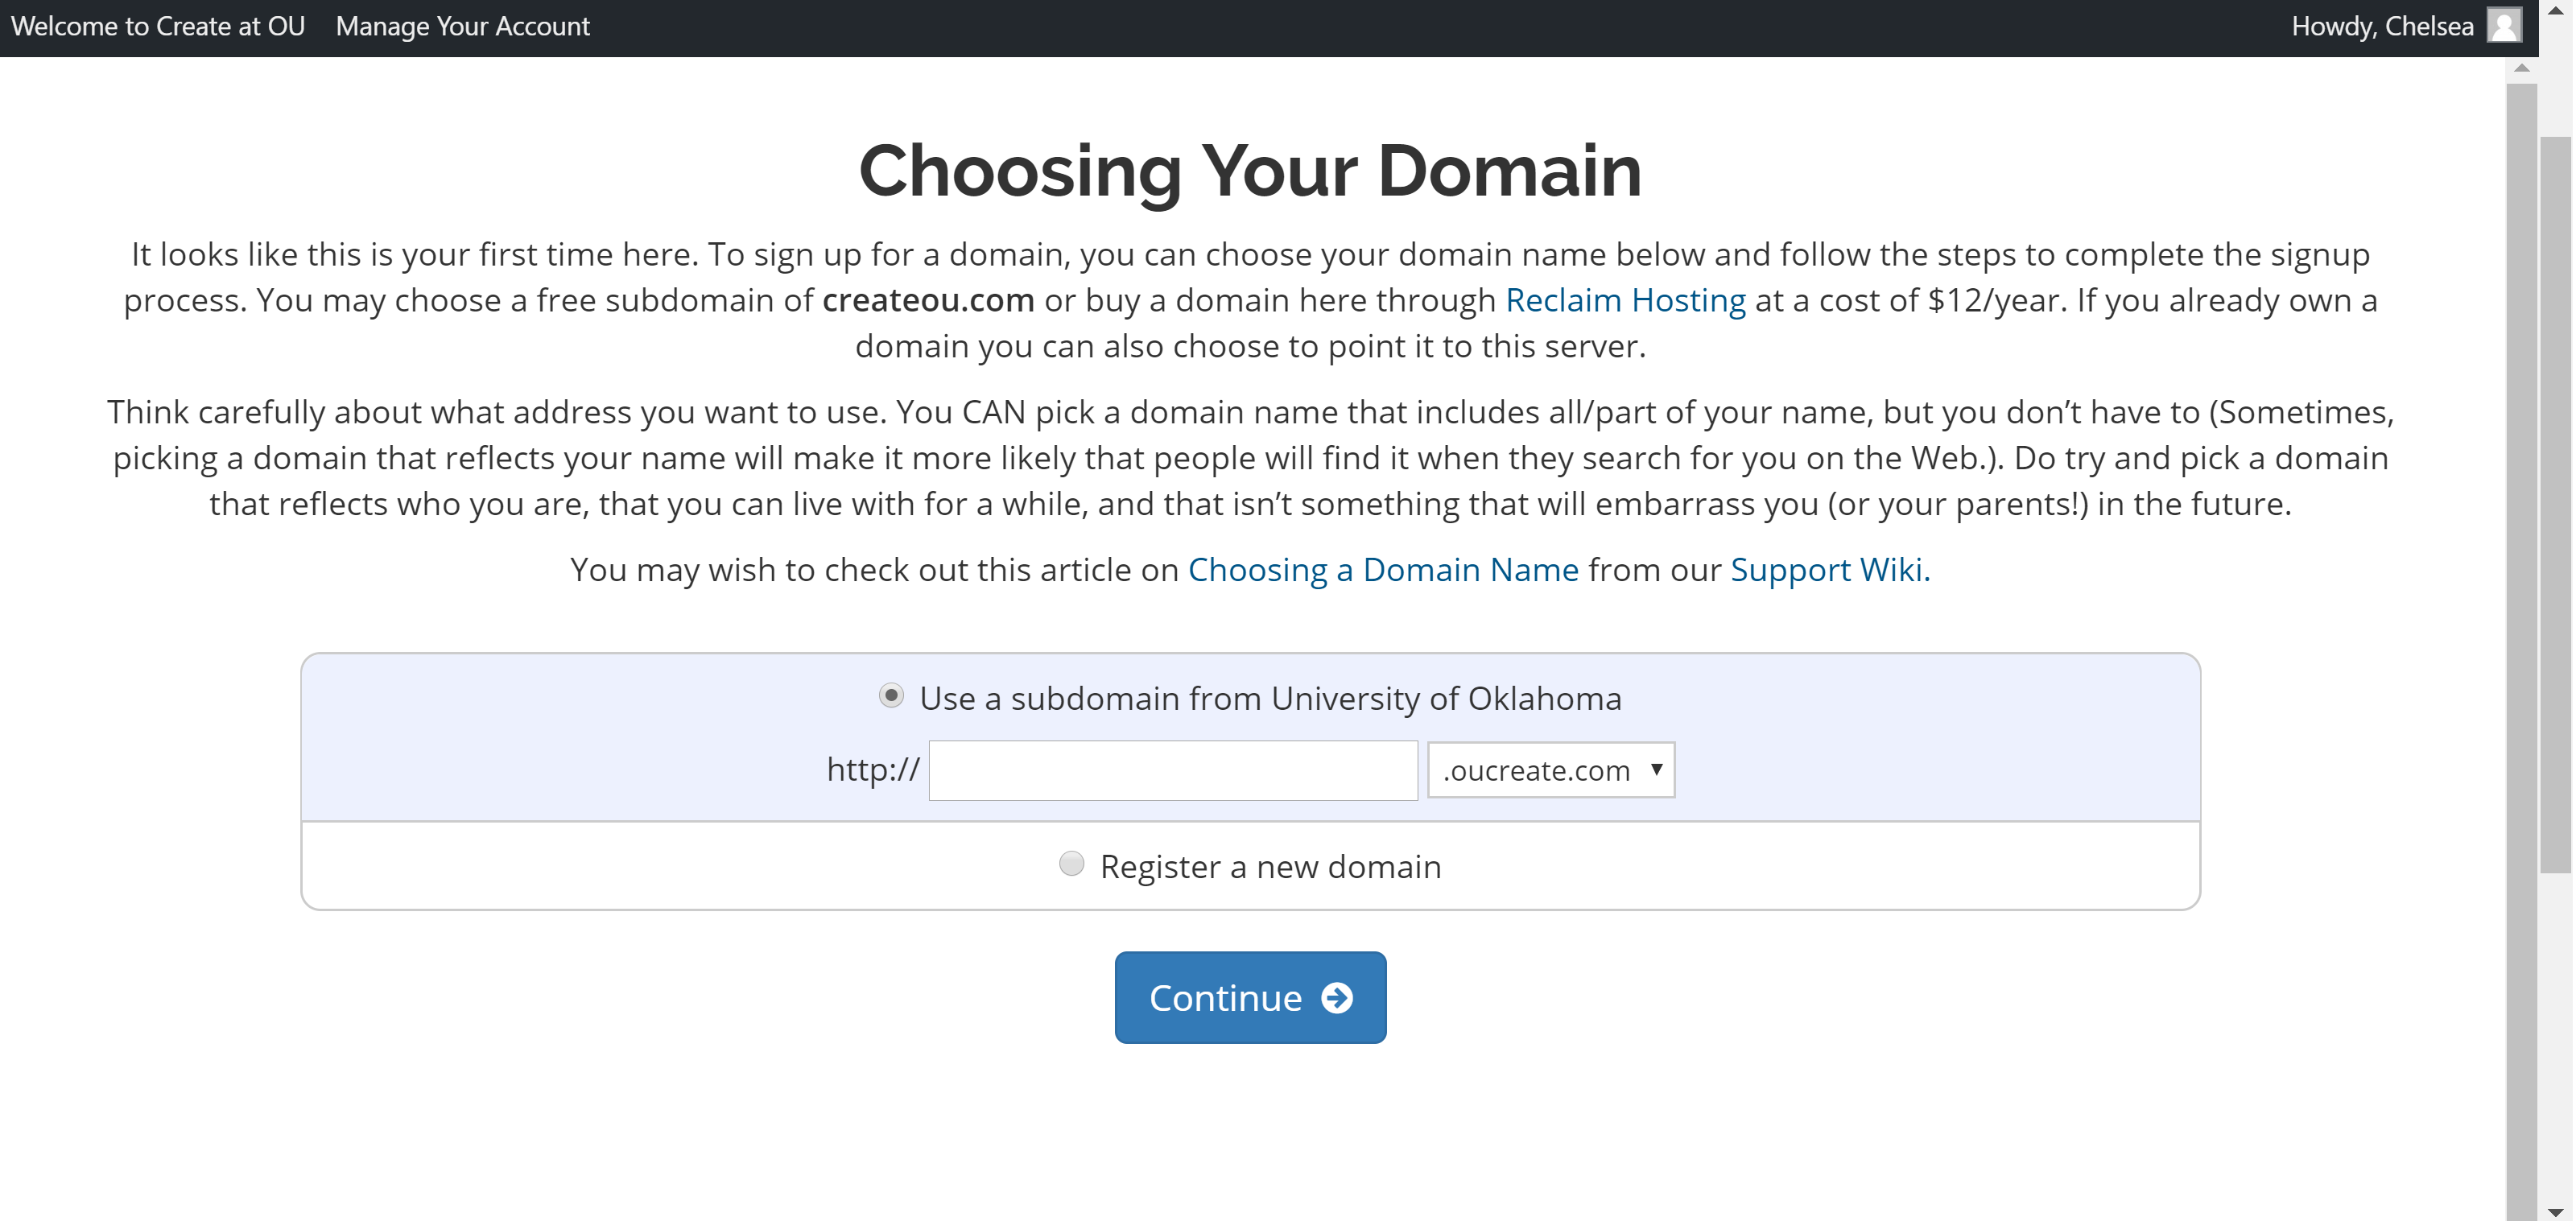 Welcome to Create at OU Manage Your Account Howdy, Chelsea
Choosing Your Domain
It looks like this is your first time here. To sign up for a domain, you can choose your domain name below and follow the steps to complete the signup
process. You may choose a free subdomain of createou.com or buy a domain here through Reclaim Hosting at a cost of $12/year. If you already own a
domain you can also choose to point it to this server.
Think carefully about what address you want to use. You CAN pick a domain name that includes all/part of your name, but you don’t have to (Sometimes,
picking a domain that reflects your name will make it more likely that people will find it when they search for you on the Web.). Do try and pick a domain
that reflects who you are, that you can live with for a while, and that isn’t something that will embarrass you (or your parents!) in the future.
You may wish to check out this article on Choosing a Domain Name from our Support Wiki.
Use a subdomain from University of Oklahoma
http:// .oucreate.com
Register a new domain
Continue